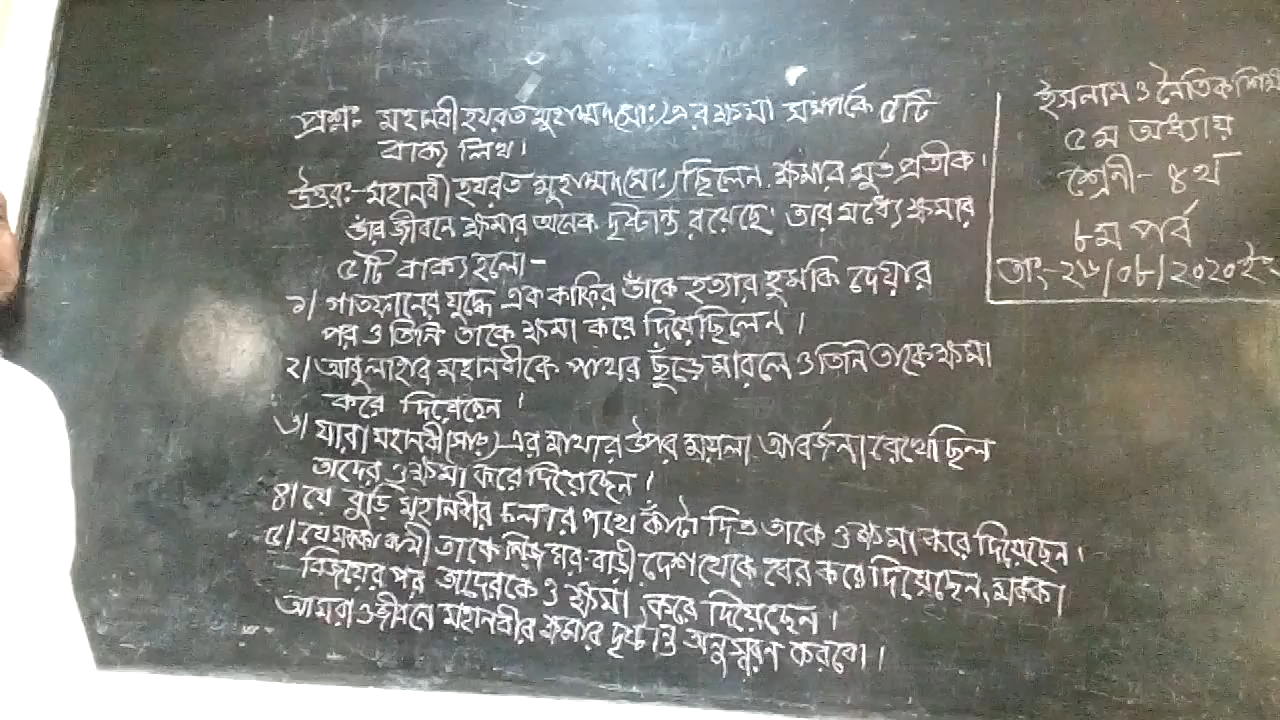 প্রশ্ন:- মহানবী হযরত মুহাম্মদ(সাঃ) এর ক্ষমা সম্পর্কে ৫টি
বাক্য লিখ।
উত্তর:- মহানবী হযরত মুহাম্মদ(সাঃ) ছিলেন ক্ষমার মূর্ত প্রতীক।
তাঁর জীবনে ক্ষমার অনেক দৃষ্টান্ত রয়েছে। তার মধ্যে ক্ষমার
৫টি বাক্য হলো-
১/ গাতফানের যুদ্ধে এক কাফির তাঁকে হত্যার হুমকি দেয়ার
পর ও তিনি তাকে ক্ষমা করে দিয়েছিলেন।
২/ আবু লাহাব মহানবীকে পাথর ছুঁড়ে মারলে ও তিনি তাকে ক্ষমা
করে দিয়েছেন।
৩/ যারা মহানবী(সাঃ) এর মাথার উপর ময়লা আবর্জনা রেখেছিল
তাদের ও ক্ষমা করে দিয়েছেন।
৪/ যে বুড়ি মহানবীর চলার পথে কাঁটা দিত তাকে ও ক্ষমা করে দিয়েছেন।
৫/ যে মক্কা বাসী তাকে নিজ ঘর-বাড়ী দেশ থেকে বের করে দিয়েছেন, মক্কা
বিজয়ের পর তাদেরকে ও ক্ষমা করে দিয়েছেন।
আমরা ও জীবনে মহানবীর ক্ষমার দৃষ্টান্ত অনুস্মরন করবো।
ইসলাম ও নৈতিক শিক্ষা
৫ম অধ্যায়
শ্রেনী- ৪র্থ
৮ম পর্ব
তাং-২৬/০৮/২০২০ইং